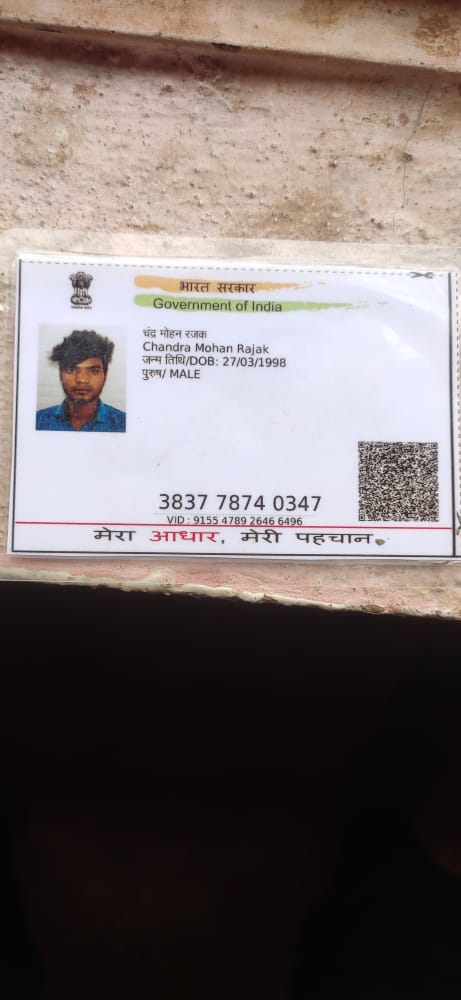 भारत सरकार
Government of India
चंद्र मोहन रजक
Chandra Mohan Rajak
जन्म तिथि/DOB: 27/03/1998
पुरुष/ MALE
3837 7874 0347
VID : 9155 4789 2646 6496
मेरा आधार, मेरी पहचान